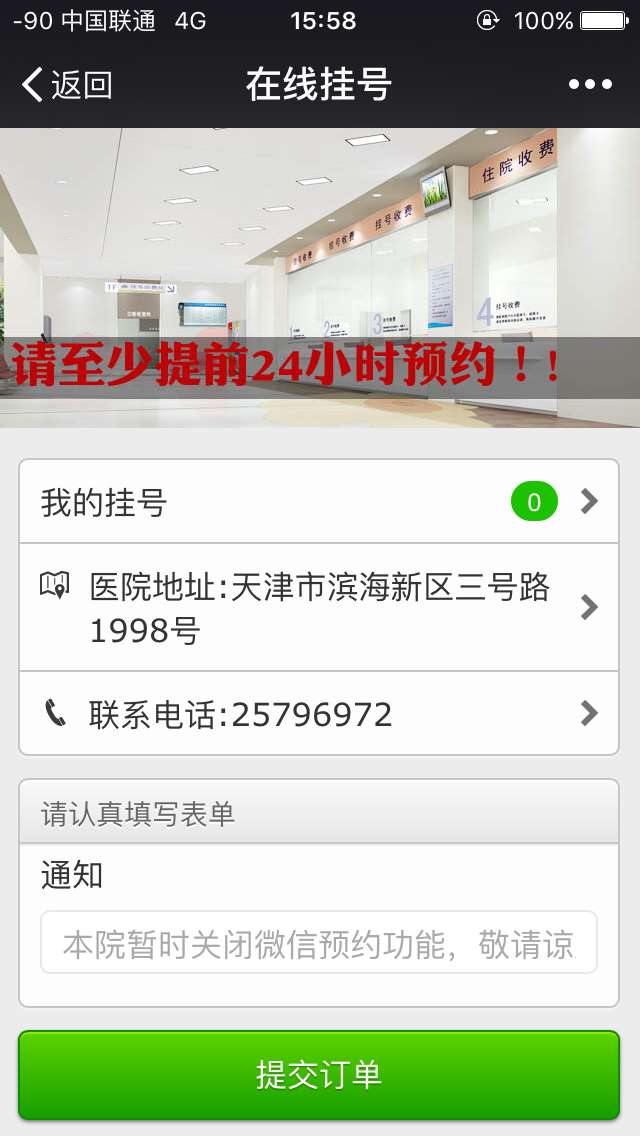 -90 中国联通 4G 15:58 100%
返回 在线挂号
住院收费
挂号收费
挂号收费
1 2 3 4 挂号收费
请至少提前24小时预约！!
我的挂号 0
医院地址:天津市滨海新区三号路
1998号
联系电话:25796972
请认真填写表单
通知
本院暂时关闭微信预约功能，敬请谅
提交订单